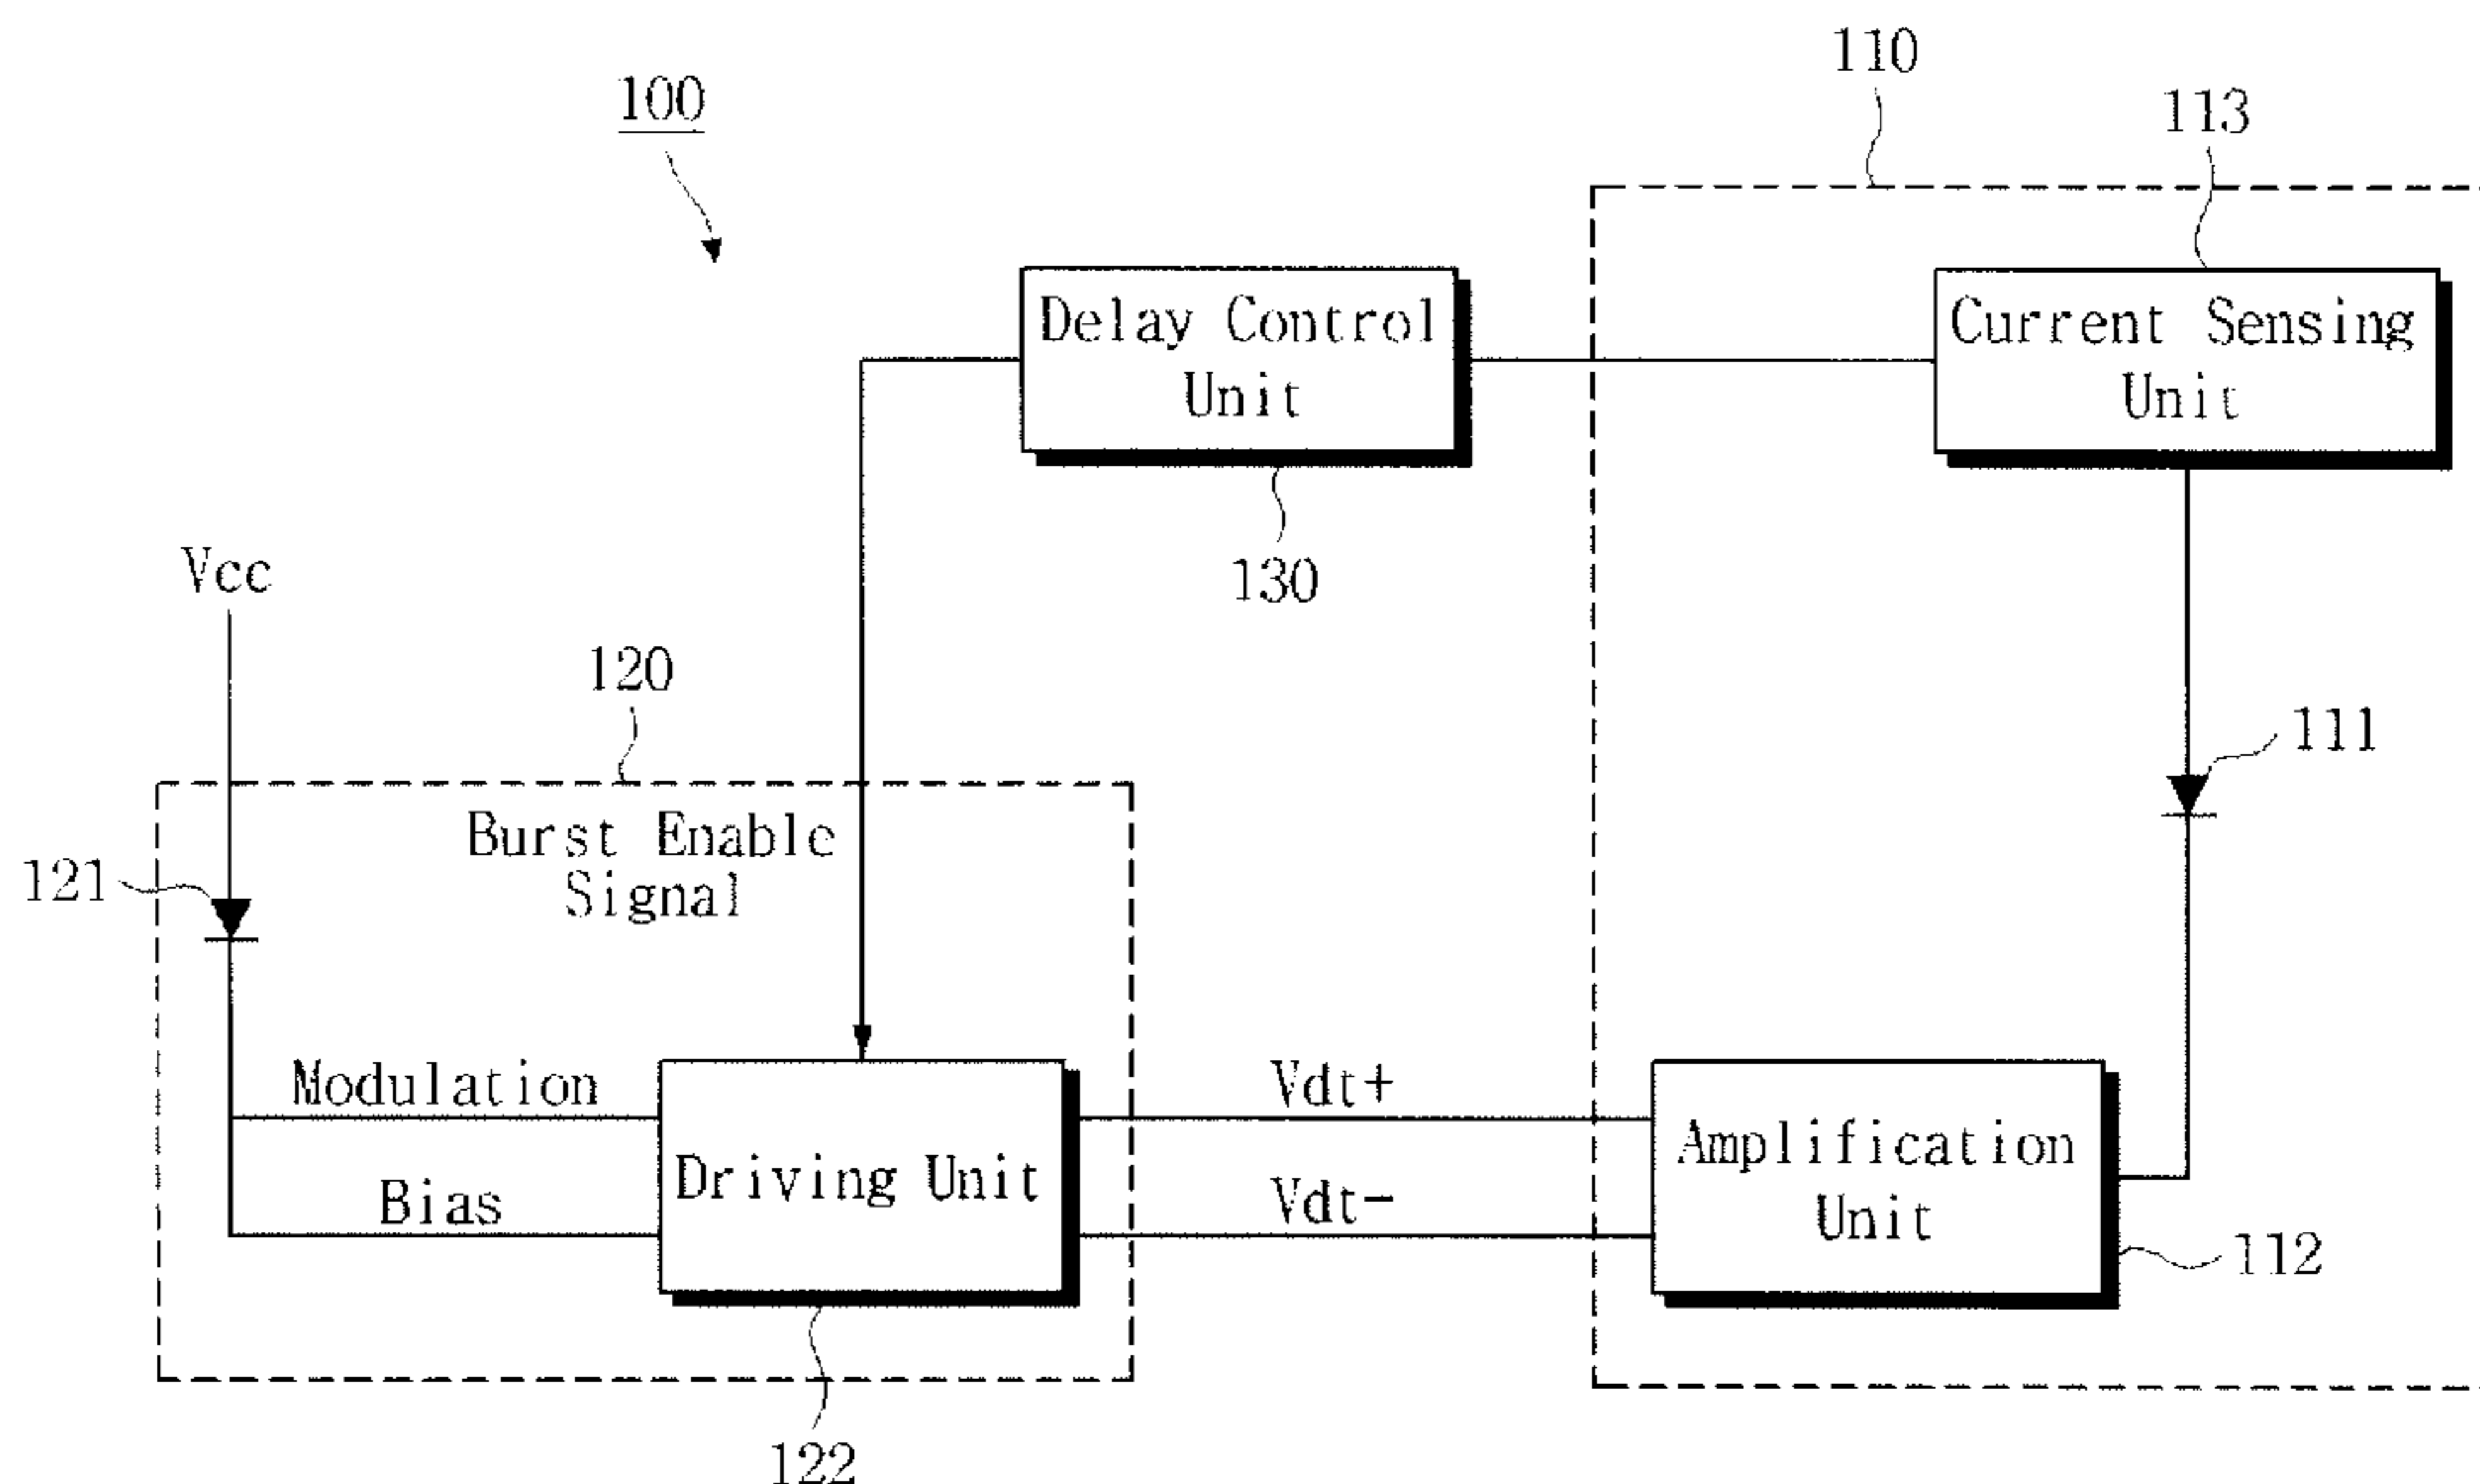 110
100
113
Delay Control
Unit
Current Sensing
Unit
130
Vcc
120
111
Burst Enable
Signal
121
Modulation
Vdt+
Driving Unit
Amplification
Unit
Bias
Vdt-
112
122